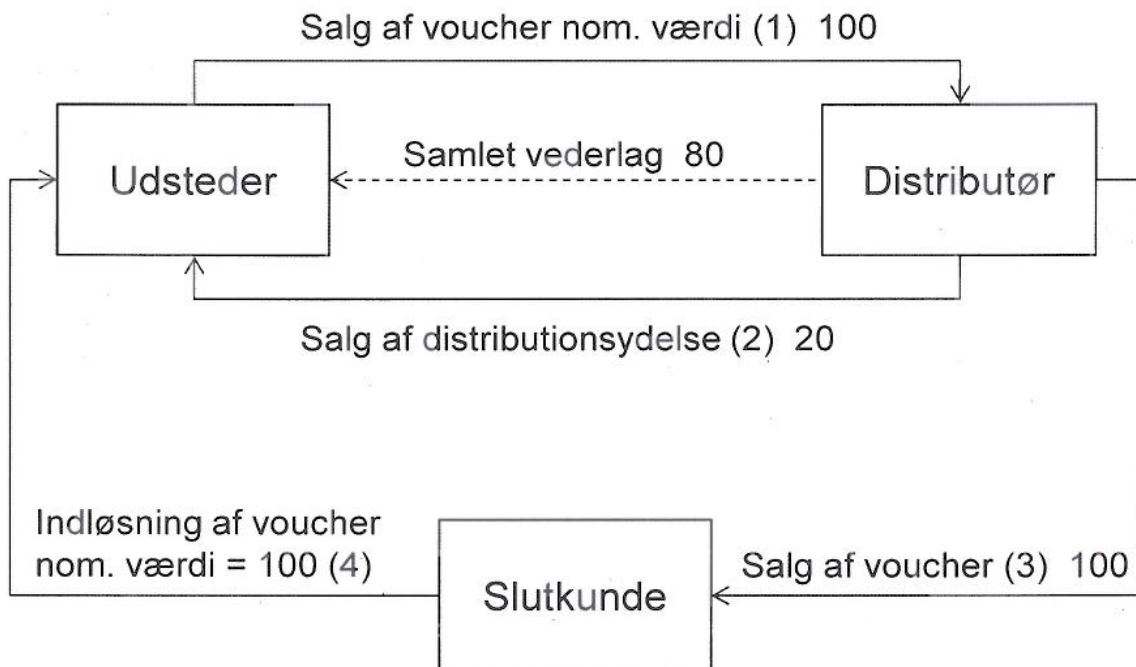 Salg af voucher nom. værdi (1) 100
Udsteder
Samlet vederlag 80
Distributør
Salg af distributionsydelse (2) 20
Indløsning af voucher
nom. værdi = 100 (4)
Salg af voucher (3) 100
Slutkunde